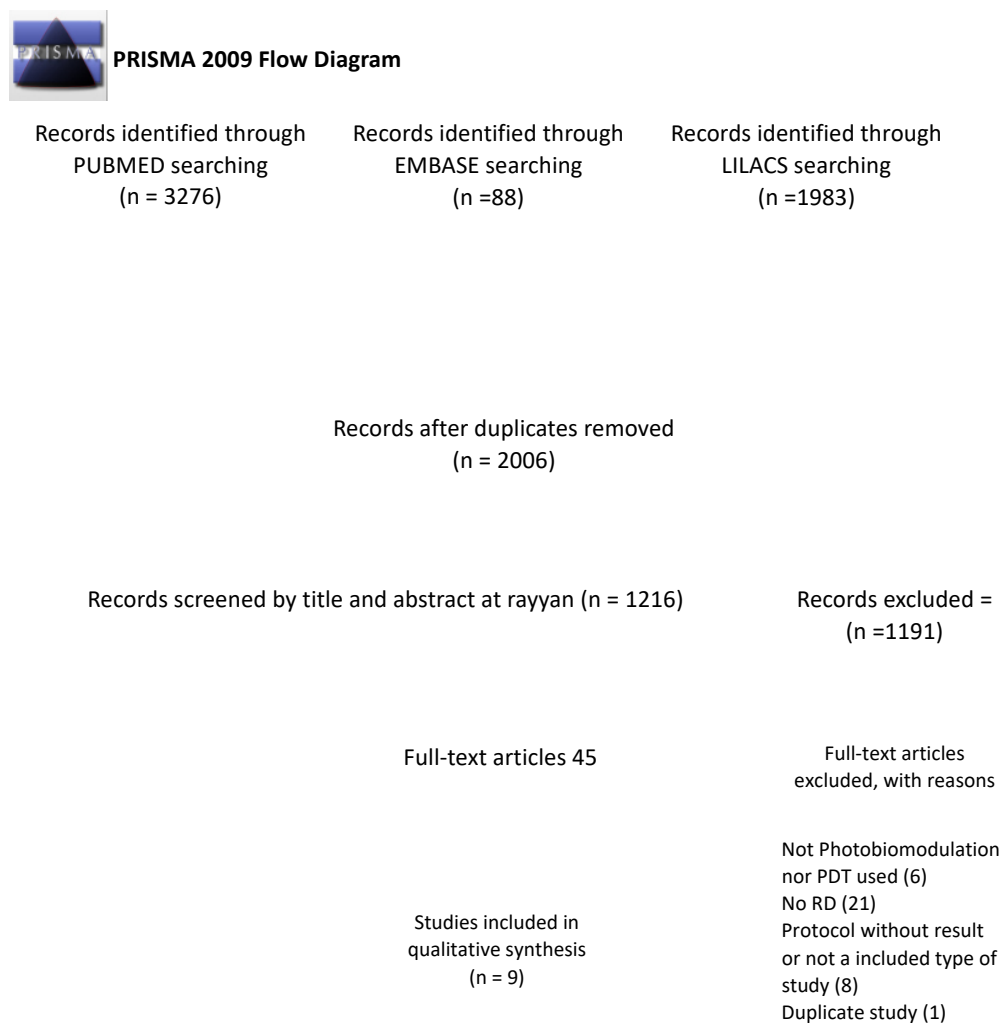 PRISMA
PRISMA 2009 Flow Diagram
Records identified through
PUBMED searching
(n = 3276)
Records identified through
EMBASE searching
(n =88)
Records identified through
LILACS searching
(n =1983)
Records after duplicates removed
(n = 2006)
Records screened by title and abstract at rayyan (n = 1216)
Records excluded =
(n =1191)
Full-text articles 45
Full-text articles
excluded, with reasons
Not Photobiomodulation
nor PDT used (6)
No RD (21)
Protocol without result
or not a included type of
study (8)
Duplicate study (1)
Studies included in
qualitative synthesis
(n = 9)